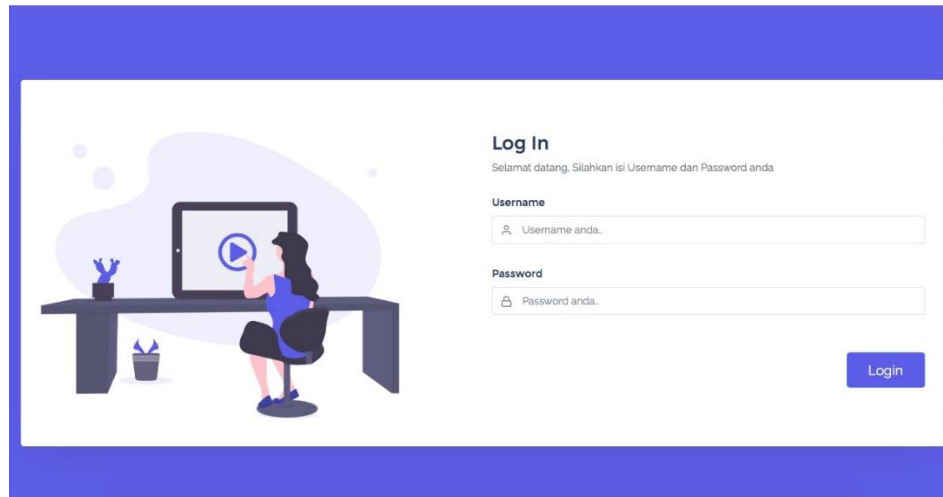 Log In
Selamat datang, Silahkan isi Username dan Password anda
Username
Username anda..
Password
Password anda..
Login